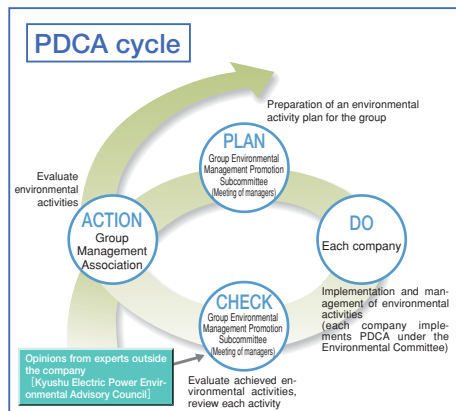 PDCA cycle
Preparation of an environmental
activity plan for the group
PLAN
Group Environmental
Management Promotion
Subcommittee
(Meeting of managers)
Evaluate
environmental
activities
ACTION
Group
Management
Association
DO
Each company
Implementation and man-
agement of environmental
activities
(each company imple-
ments PDCA under the
Environmental Committee)
CHECK
Group Environmental
Management Promotion
Subcommittee
(Meeting of managers)
Opinions from experts outside
the company
[Kyushu Electric Power Envir-
onmental Advisory Council]
Evaluate achieved en-
vironmental activities,
review each activity